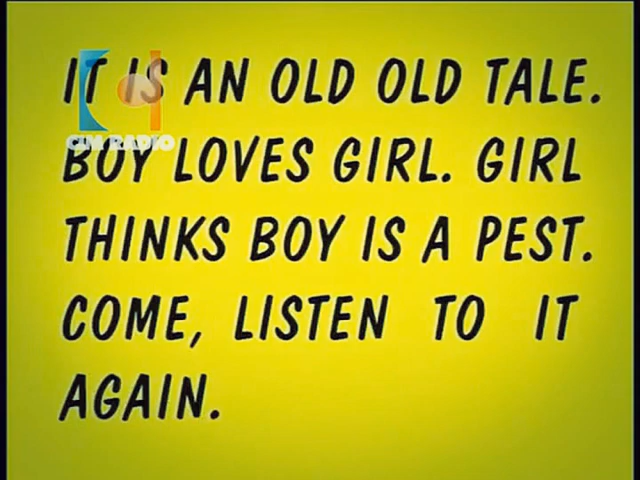 IT IS AN OLD OLD TALE.
BOY LOVES GIRL. GIRL
THINKS BOY IS A PEST.
COME, LISTEN TO IT
AGAIN.
CIM RADIO